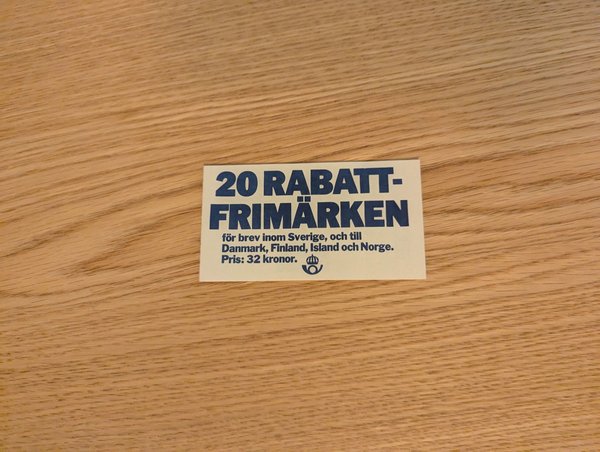 20 RABATT-
FRIMÄRKEN
för brev inom Sverige, och till
Danmark, Finland, Island och Norge.
Pris: 32 kronor.